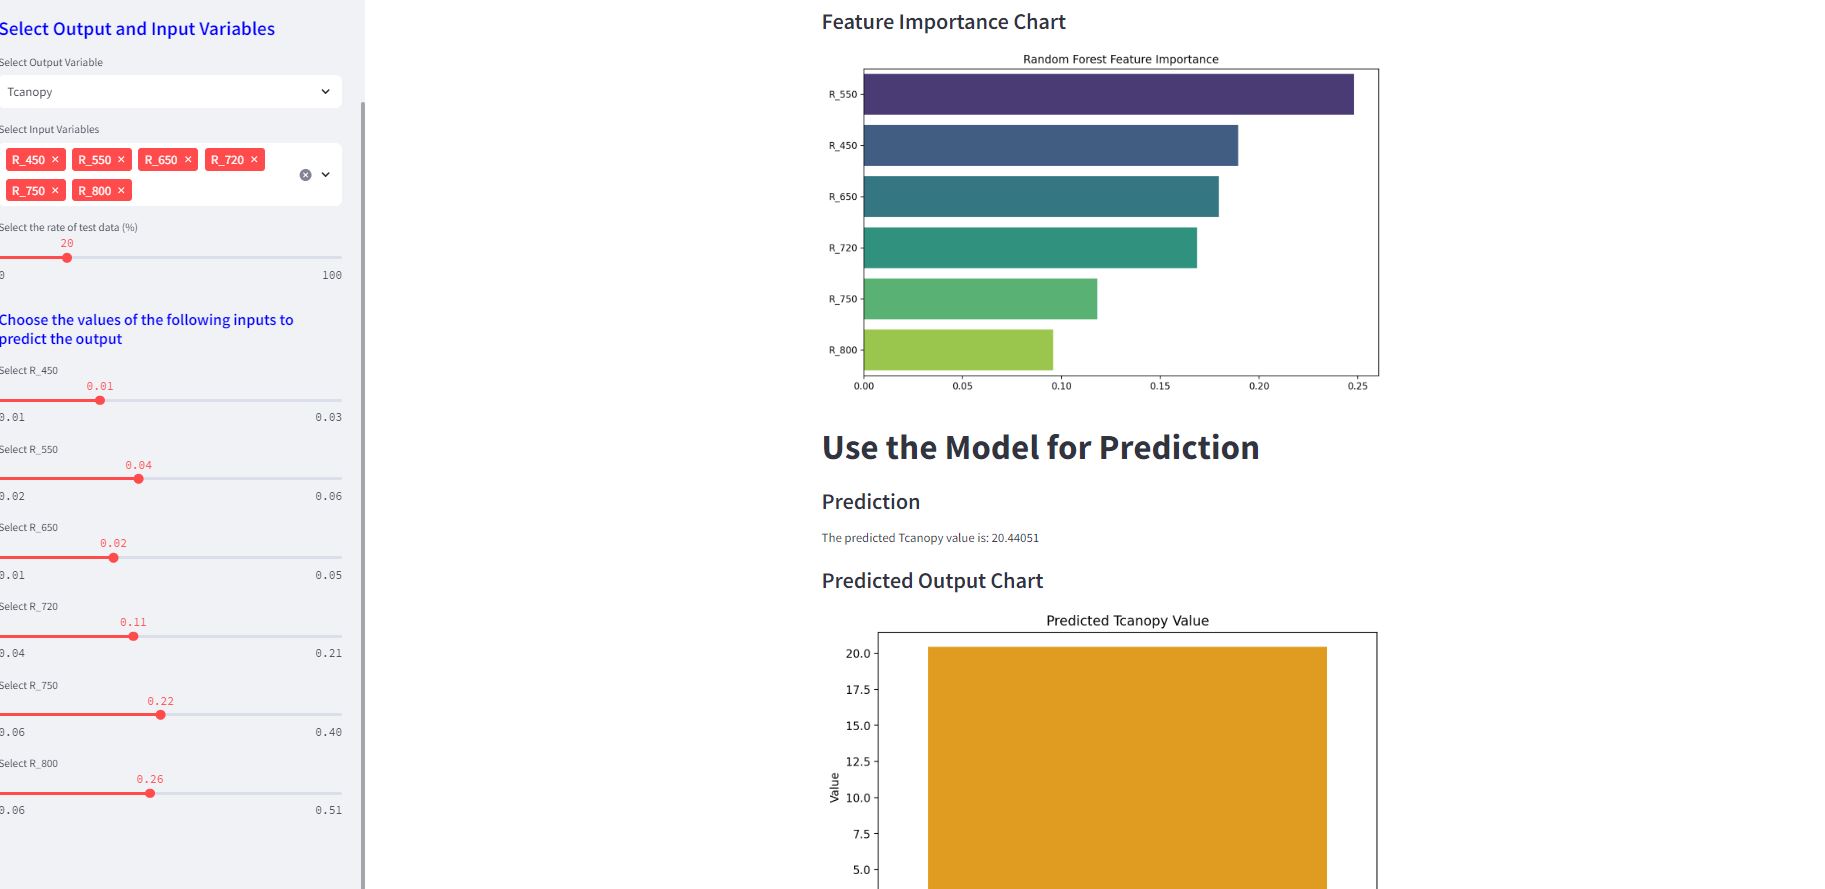 Select Output and Input Variables
Select Output Variable
Tcanopy
Select Input Variables
R_450 × R_550 × R_650 × R_720 ×
R_750 × R_800 ×
Select the rate of test data (%)
20
0 100
Choose the values of the following inputs to
predict the output
Select R_450
0.01
0.01 0.03
Select R_550
0.04
0.02 0.06
Select R_650
0.02
0.01 0.05
Select R_720
0.11
0.04 0.21
Select R_750
0.22
0.06 0.40
Select R_800
0.26
0.06 0.51
Feature Importance Chart
Random Forest Feature Importance
R_550
R_450
R_650
R_720
R_750
R_800
0.00 0.05 0.10 0.15 0.20 0.25
Use the Model for Prediction
Prediction
The predicted Tcanopy value is: 20.44051
Predicted Output Chart
Predicted Tcanopy Value
20.0
17.5
15.0
12.5
10.0
7.5
5.0
Value